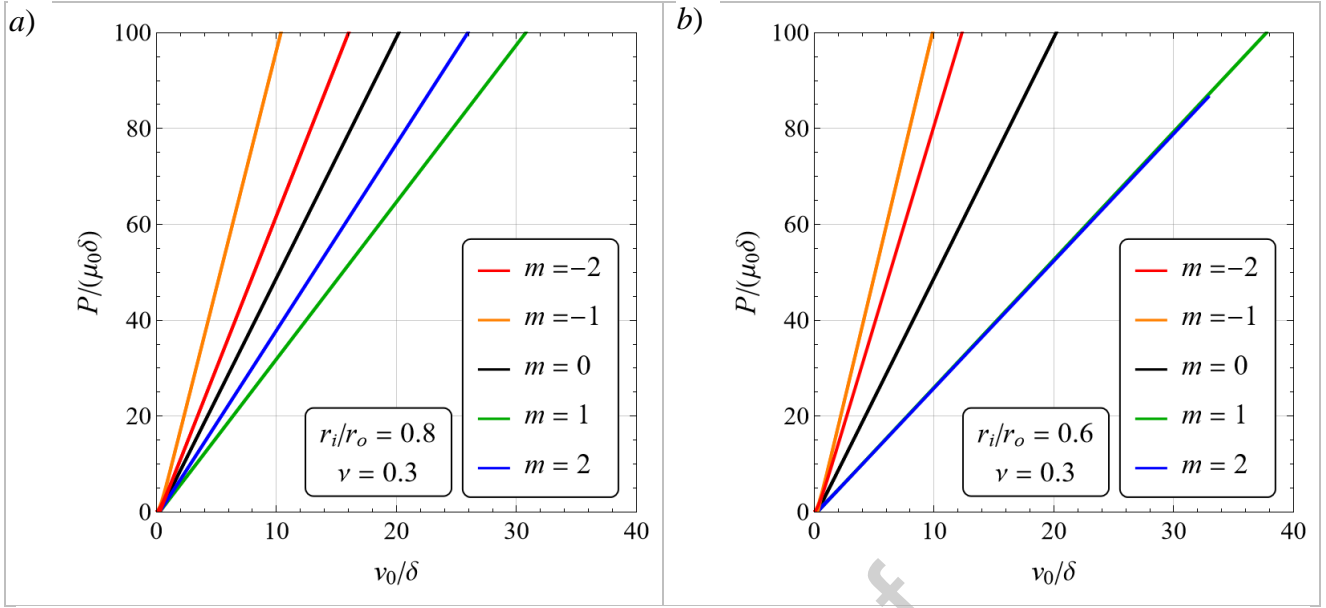 a)
100
80
60
40
20
0
P/(μ₀δ)
0 10 20 30 40
v₀/δ
m = −2
m = −1
m = 0
m = 1
m = 2
rᵢ/rₒ = 0.8
ν = 0.3
b)
100
80
60
40
20
0
P/(μ₀δ)
0 10 20 30 40
v₀/δ
m = −2
m = −1
m = 0
m = 1
m = 2
rᵢ/rₒ = 0.6
ν = 0.3
f